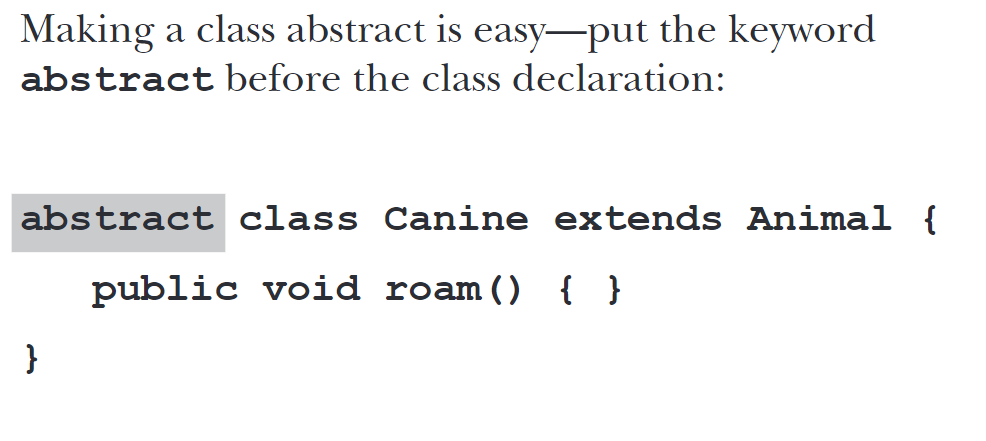 Making a class abstract is easy—put the keyword
abstract before the class declaration:
abstract class Canine extends Animal {
public void roam() { }
}